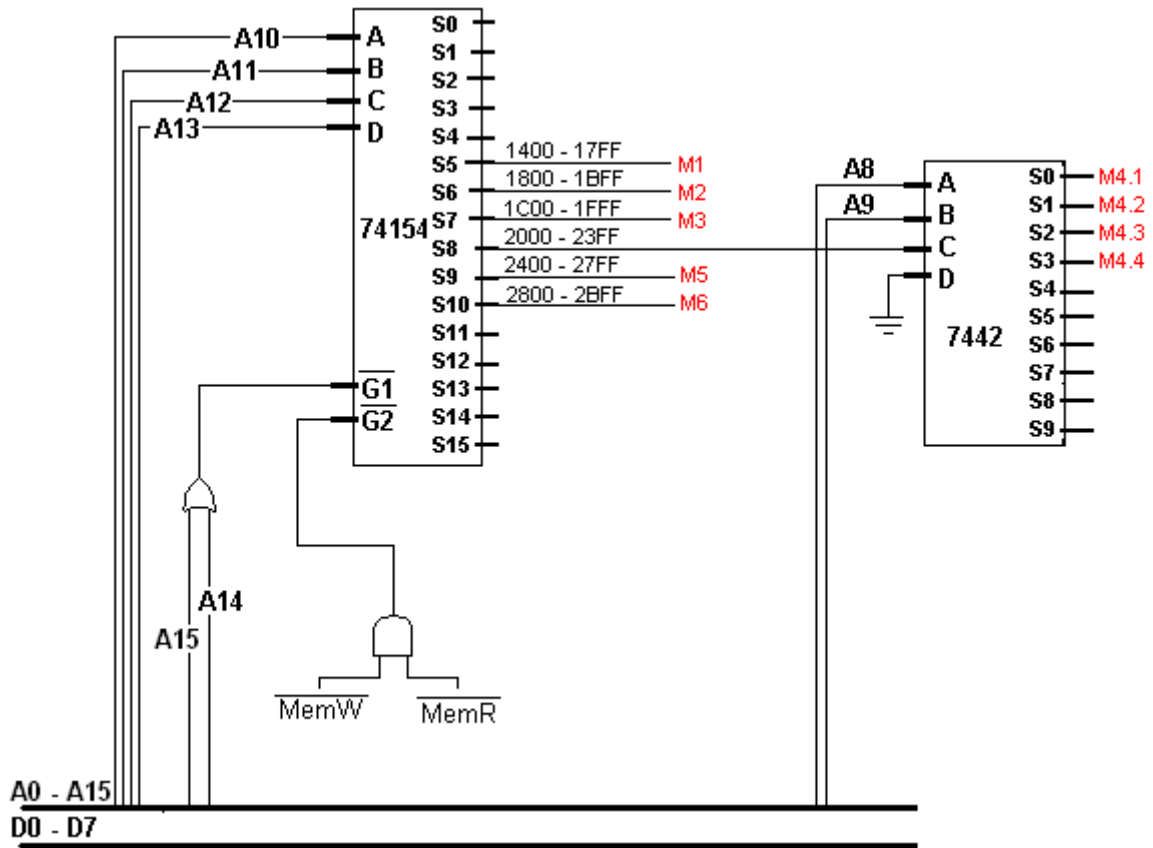 A10
A11
A12
A13
A
B
C
D
S0
S1
S2
S3
S4
S5
S6
S7
S8
S9
S10
S11
S12
S13
S14
S15
74154
G1
G2
1400 - 17FF
M1
1800 - 1BFF
M2
1C00 - 1FFF
M3
2000 - 23FF
2400 - 27FF
M5
2800 - 2BFF
M6
A8
A9
A
B
C
D
7442
S0
M4.1
S1
M4.2
S2
M4.3
S3
M4.4
S4
S5
S6
S7
S8
S9
A14
A15
MemW
MemR
A0 - A15
D0 - D7